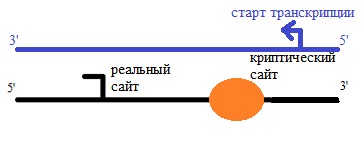 старт транскрипции
3' 5'
криптический
сайт
реальный
сайт
5' 3'